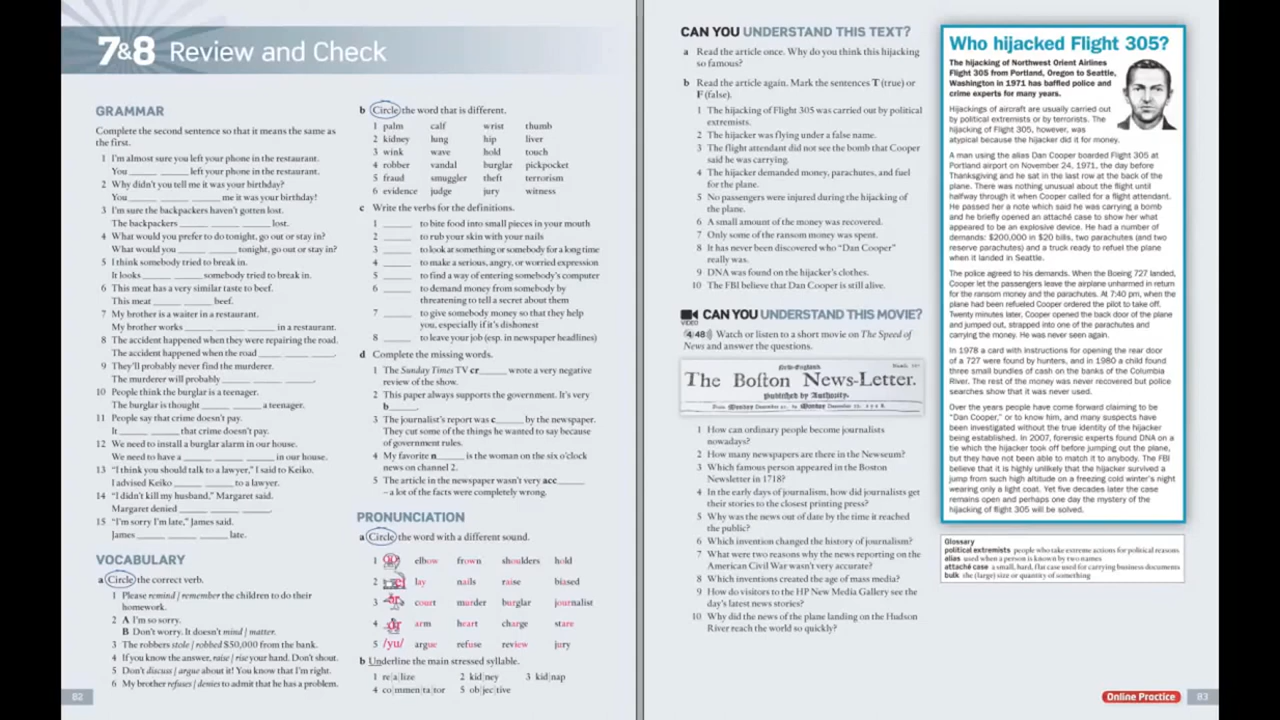 7&8 Review and Check
GRAMMAR
Complete the second sentence so that it means the same as
the first.
1 I'm almost sure you left your phone in the restaurant.
You ____ ____ left your phone in the restaurant.
2 Why didn't you tell me it was your birthday?
You ____ ____ ____ me it was your birthday!
3 I'm sure the backpackers haven't gotten lost.
The backpackers ____ ____ ____ lost.
4 What would you prefer to do tonight, go out or stay in?
What would you ____ ____ tonight, go out or stay in?
5 I think somebody tried to break in.
It looks ____ ____ somebody tried to break in.
6 This meat has a very similar taste to beef.
This meat ____ ____ beef.
7 My brother is a waiter in a restaurant.
My brother works ____ ____ ____ in a restaurant.
8 The accident happened when they were repairing the road.
The accident happened when the road ____ ____ ____.
9 They'll probably never find the murderer.
The murderer will probably ____ ____ ____.
10 People think the burglar is a teenager.
The burglar is thought ____ ____ a teenager.
11 People say that crime doesn't pay.
It ____ ____ that crime doesn't pay.
12 We need to install a burglar alarm in our house.
We need to have a ____ ____ ____ in our house.
13 "I think you should talk to a lawyer," I said to Keiko.
I advised Keiko ____ ____ to a lawyer.
14 "I didn't kill my husband," Margaret said.
Margaret denied ____ ____ ____.
15 "I'm sorry I'm late," James said.
James ____ ____ ____ late.
VOCABULARY
a Circle the correct verb.
1 Please remind / remember the children to do their
homework.
2 A I'm so sorry.
B Don't worry. It doesn't mind / matter.
3 The robbers stole / robbed $50,000 from the bank.
4 If you know the answer, raise / rise your hand. Don't shout.
5 Don't discuss / argue about it! You know that I'm right.
6 My brother refuses / denies to admit that he has a problem.
82
b Circle the word that is different.
1 palm calf wrist thumb
2 kidney lung hip liver
3 wink wave hold touch
4 robber vandal burglar pickpocket
5 fraud smuggler theft terrorism
6 evidence judge jury witness
c Write the verbs for the definitions.
1 ____ to bite food into small pieces in your mouth
2 ____ to rub your skin with your nails
3 ____ to look at something or somebody for a long time
4 ____ to make a serious, angry, or worried expression
5 ____ to find a way of entering somebody's computer
6 ____ to demand money from somebody by
threatening to tell a secret about them
7 ____ to give somebody money so that they help
you, especially if it's dishonest
8 ____ to leave your job (esp. in newspaper headlines)
d Complete the missing words.
1 The Sunday Times TV cr____ wrote a very negative
review of the show.
2 This paper always supports the government. It's very
b____.
3 The journalist's report was c____ by the newspaper.
They cut some of the things he wanted to say because
of government rules.
4 My favorite n____ is the woman on the six o'clock
news on channel 2.
5 The article in the newspaper wasn't very acc____
– a lot of the facts were completely wrong.
PRONUNCIATION
a Circle the word with a different sound.
1 elbow frown shoulders hold
2 lay nails raise biased
3 court murder burglar journalist
4 arm heart charge stare
5 /yu/ argue refuse review jury
b Underline the main stressed syllable.
1 re|a|lize 2 kid|ney 3 kid|nap
4 co|mmen|ta|tor 5 ob|jec|tive
CAN YOU UNDERSTAND THIS TEXT?
a Read the article once. Why do you think this hijacking
so famous?
b Read the article again. Mark the sentences T (true) or
F (false).
1 The hijacking of Flight 305 was carried out by political
extremists.
2 The hijacker was flying under a false name.
3 The flight attendant did not see the bomb that Cooper
said he was carrying.
4 The hijacker demanded money, parachutes, and fuel
for the plane.
5 No passengers were injured during the hijacking of
the plane.
6 A small amount of the money was recovered.
7 Only some of the ransom money was spent.
8 It has never been discovered who "Dan Cooper"
really was.
9 DNA was found on the hijacker's clothes.
10 The FBI believe that Dan Cooper is still alive.
CAN YOU UNDERSTAND THIS MOVIE?
VIDEO
4 48 Watch or listen to a short movie on The Speed of
News and answer the questions.
New-England
The Boston News-Letter.
Published by Authority.
1 How can ordinary people become journalists
nowadays?
2 How many newspapers are there in the Newseum?
3 Which famous person appeared in the Boston
Newsletter in 1718?
4 In the early days of journalism, how did journalists get
their stories to the closest printing press?
5 Why was the news out of date by the time it reached
the public?
6 Which invention changed the history of journalism?
7 What were two reasons why the news reporting on the
American Civil War wasn't very accurate?
8 Which inventions created the age of mass media?
9 How do visitors to the HP New Media Gallery see the
day's latest news stories?
10 Why did the news of the plane landing on the Hudson
River reach the world so quickly?
Who hijacked Flight 305?
The hijacking of Northwest Orient Airlines
Flight 305 from Portland, Oregon to Seattle,
Washington in 1971 has baffled police and
crime experts for many years.
Hijackings of aircraft are usually carried out
by political extremists or by terrorists. The
hijacking of Flight 305, however, was
atypical because the hijacker did it for money.
A man using the alias Dan Cooper boarded Flight 305 at
Portland airport on November 24, 1971, the day before
Thanksgiving and he sat in the last row at the back of the
plane. There was nothing unusual about the flight until
halfway through it when Cooper called for a flight attendant.
He passed her a note which said he was carrying a bomb
and he briefly opened an attaché case to show her what
appeared to be an explosive device. He had a number of
demands: $200,000 in $20 bills, two parachutes (and two
reserve parachutes) and a truck ready to refuel the plane
when it landed in Seattle.
The police agreed to his demands. When the Boeing 727 landed,
Cooper let the passengers leave the airplane unharmed in return
for the ransom money and the parachutes. At 7:40 pm, when the
plane had been refueled Cooper ordered the pilot to take off.
Twenty minutes later, Cooper opened the back door of the plane
and jumped out, strapped into one of the parachutes and
carrying the money. He was never seen again.
In 1978 a card with instructions for opening the rear door
of a 727 were found by hunters, and in 1980 a child found
three small bundles of cash on the banks of the Columbia
River. The rest of the money was never recovered but police
searches show that it was never used.
Over the years people have come forward claiming to be
"Dan Cooper," or to know him, and many suspects have
been investigated without the true identity of the hijacker
being established. In 2007, forensic experts found DNA on a
tie which the hijacker took off before jumping out the plane,
but they have not been able to match it to anybody. The FBI
believe that it is highly unlikely that the hijacker survived a
jump from such high altitude on a freezing cold winter's night
wearing only a light coat. Yet five decades later the case
remains open and perhaps one day the mystery of the
hijacking of flight 305 will be solved.
Glossary
political extremists people who take extreme actions for political reasons
alias used when a person is known by two names
attaché case a small, hard, flat case used for carrying business documents
bulk the (large) size or quantity of something
Online Practice 83